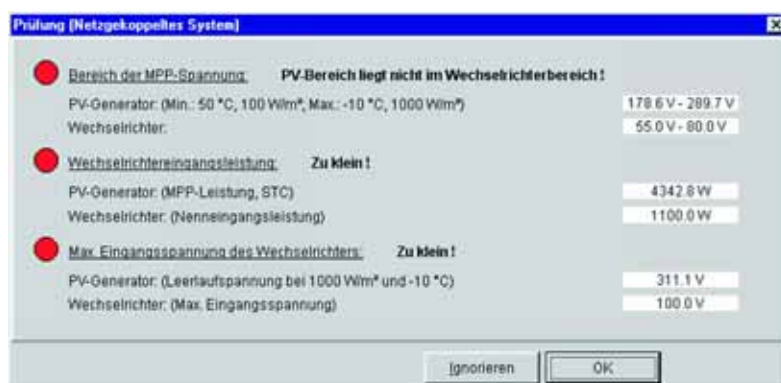 Prüfung (Netzgekoppeltes System)
Bereich der MPP-Spannung: PV-Bereich liegt nicht im Wechselrichterbereich !
PV-Generator: (Min.: 50 °C, 100 W/m²; Max.: -10 °C, 1000 W/m²) 178.6 V - 289.7 V
Wechselrichter: 55.0 V - 80.0 V
Wechselrichtereingangsleistung: Zu klein !
PV-Generator: (MPP-Leistung, STC) 4342.8 W
Wechselrichter: (Nenneingangsleistung) 1100.0 W
Max. Eingangsspannung des Wechselrichters: Zu klein !
PV-Generator: (Leerlaufspannung bei 1000 W/m² und -10 °C) 311.1 V
Wechselrichter: (Max. Eingangsspannung) 100.0 V
Ignorieren OK